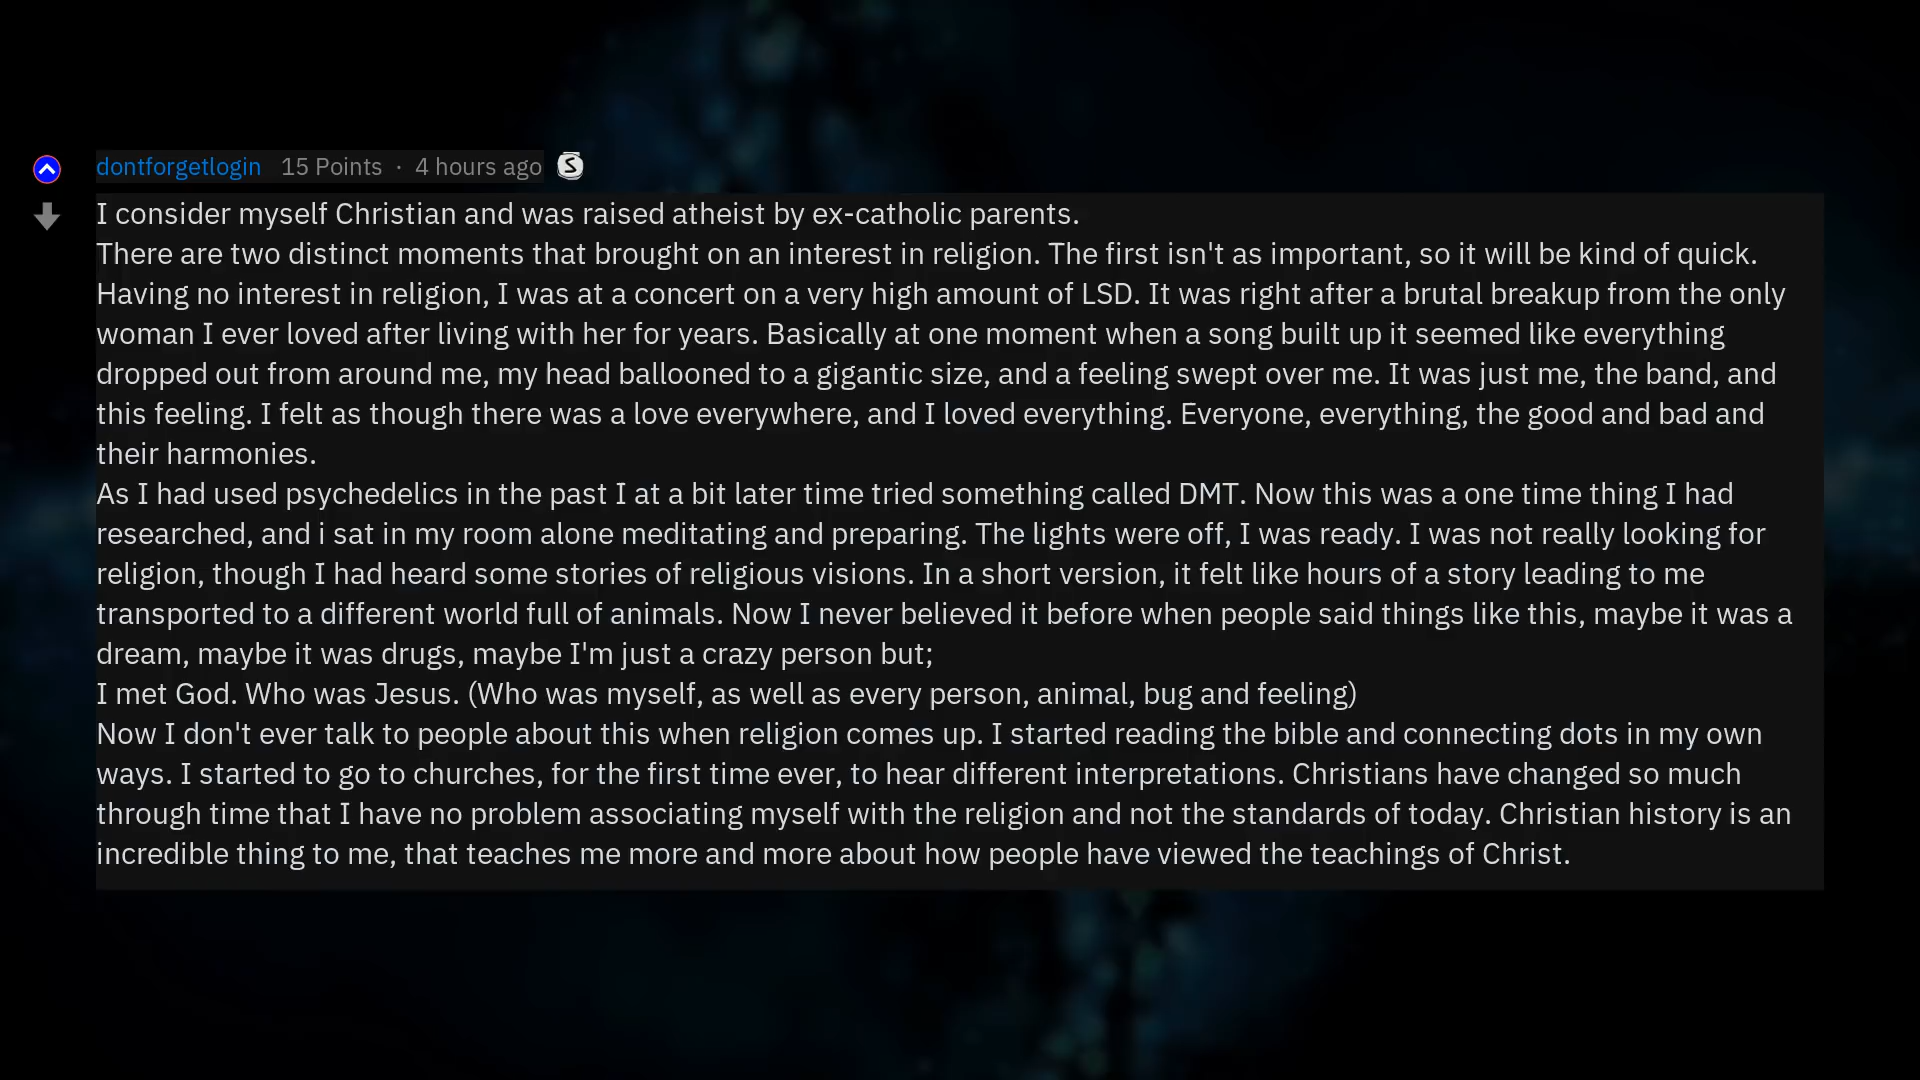 dontforgetlogin 15 Points · 4 hours ago S
I consider myself Christian and was raised atheist by ex-catholic parents.
There are two distinct moments that brought on an interest in religion. The first isn't as important, so it will be kind of quick.
Having no interest in religion, I was at a concert on a very high amount of LSD. It was right after a brutal breakup from the only
woman I ever loved after living with her for years. Basically at one moment when a song built up it seemed like everything
dropped out from around me, my head ballooned to a gigantic size, and a feeling swept over me. It was just me, the band, and
this feeling. I felt as though there was a love everywhere, and I loved everything. Everyone, everything, the good and bad and
their harmonies.
As I had used psychedelics in the past I at a bit later time tried something called DMT. Now this was a one time thing I had
researched, and i sat in my room alone meditating and preparing. The lights were off, I was ready. I was not really looking for
religion, though I had heard some stories of religious visions. In a short version, it felt like hours of a story leading to me
transported to a different world full of animals. Now I never believed it before when people said things like this, maybe it was a
dream, maybe it was drugs, maybe I'm just a crazy person but;
I met God. Who was Jesus. (Who was myself, as well as every person, animal, bug and feeling)
Now I don't ever talk to people about this when religion comes up. I started reading the bible and connecting dots in my own
ways. I started to go to churches, for the first time ever, to hear different interpretations. Christians have changed so much
through time that I have no problem associating myself with the religion and not the standards of today. Christian history is an
incredible thing to me, that teaches me more and more about how people have viewed the teachings of Christ.